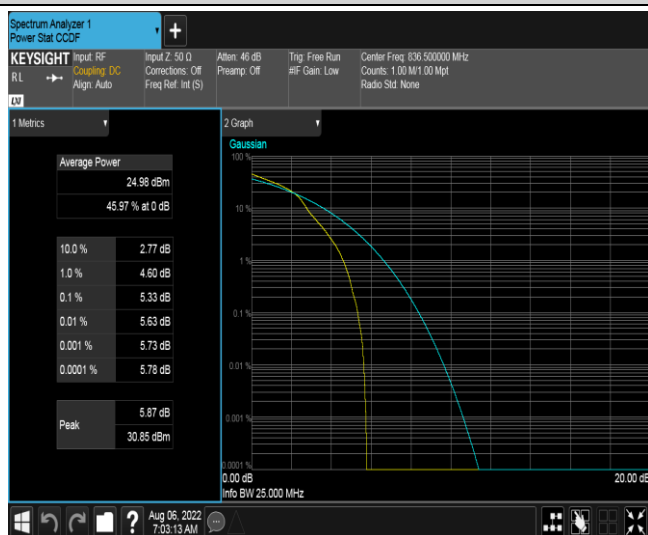 Spectrum Analyzer 1
Power Stat CCDF
+
KEYSIGHT
RL
LXI
Input: RF
Coupling: DC
Align: Auto
Input Z: 50 Ω
Corrections: Off
Freq Ref: Int (S)
Atten: 46 dB
Preamp: Off
Trig: Free Run
#IF Gain: Low
Center Freq: 836.500000 MHz
Counts: 1.00 M/1.00 Mpt
Radio Std: None
1 Metrics
Average Power
24.98 dBm
45.97 % at 0 dB
10.0 % 2.77 dB
1.0 % 4.60 dB
0.1 % 5.33 dB
0.01 % 5.63 dB
0.001 % 5.73 dB
0.0001 % 5.78 dB
Peak
5.87 dB
30.85 dBm
2 Graph
Gaussian
100 %
10 %
1 %
0.1 %
0.01 %
0.001 %
0.0001 %
0.00 dB 20.00 dB
Info BW 25.000 MHz
?
Aug 06, 2022
7:03:13 AM